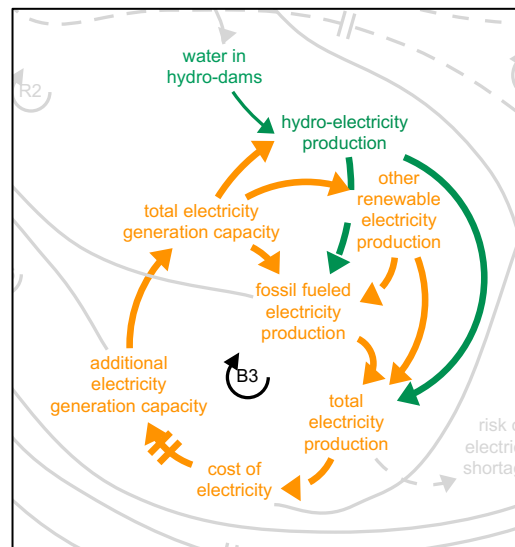 water in
hydro-dams
R2
hydro-electricity
production
other
renewable
electricity
production
total electricity
generation capacity
fossil fueled
electricity
production
additional
electricity
generation capacity
B3
total
electricity
production
cost of
electricity
risk